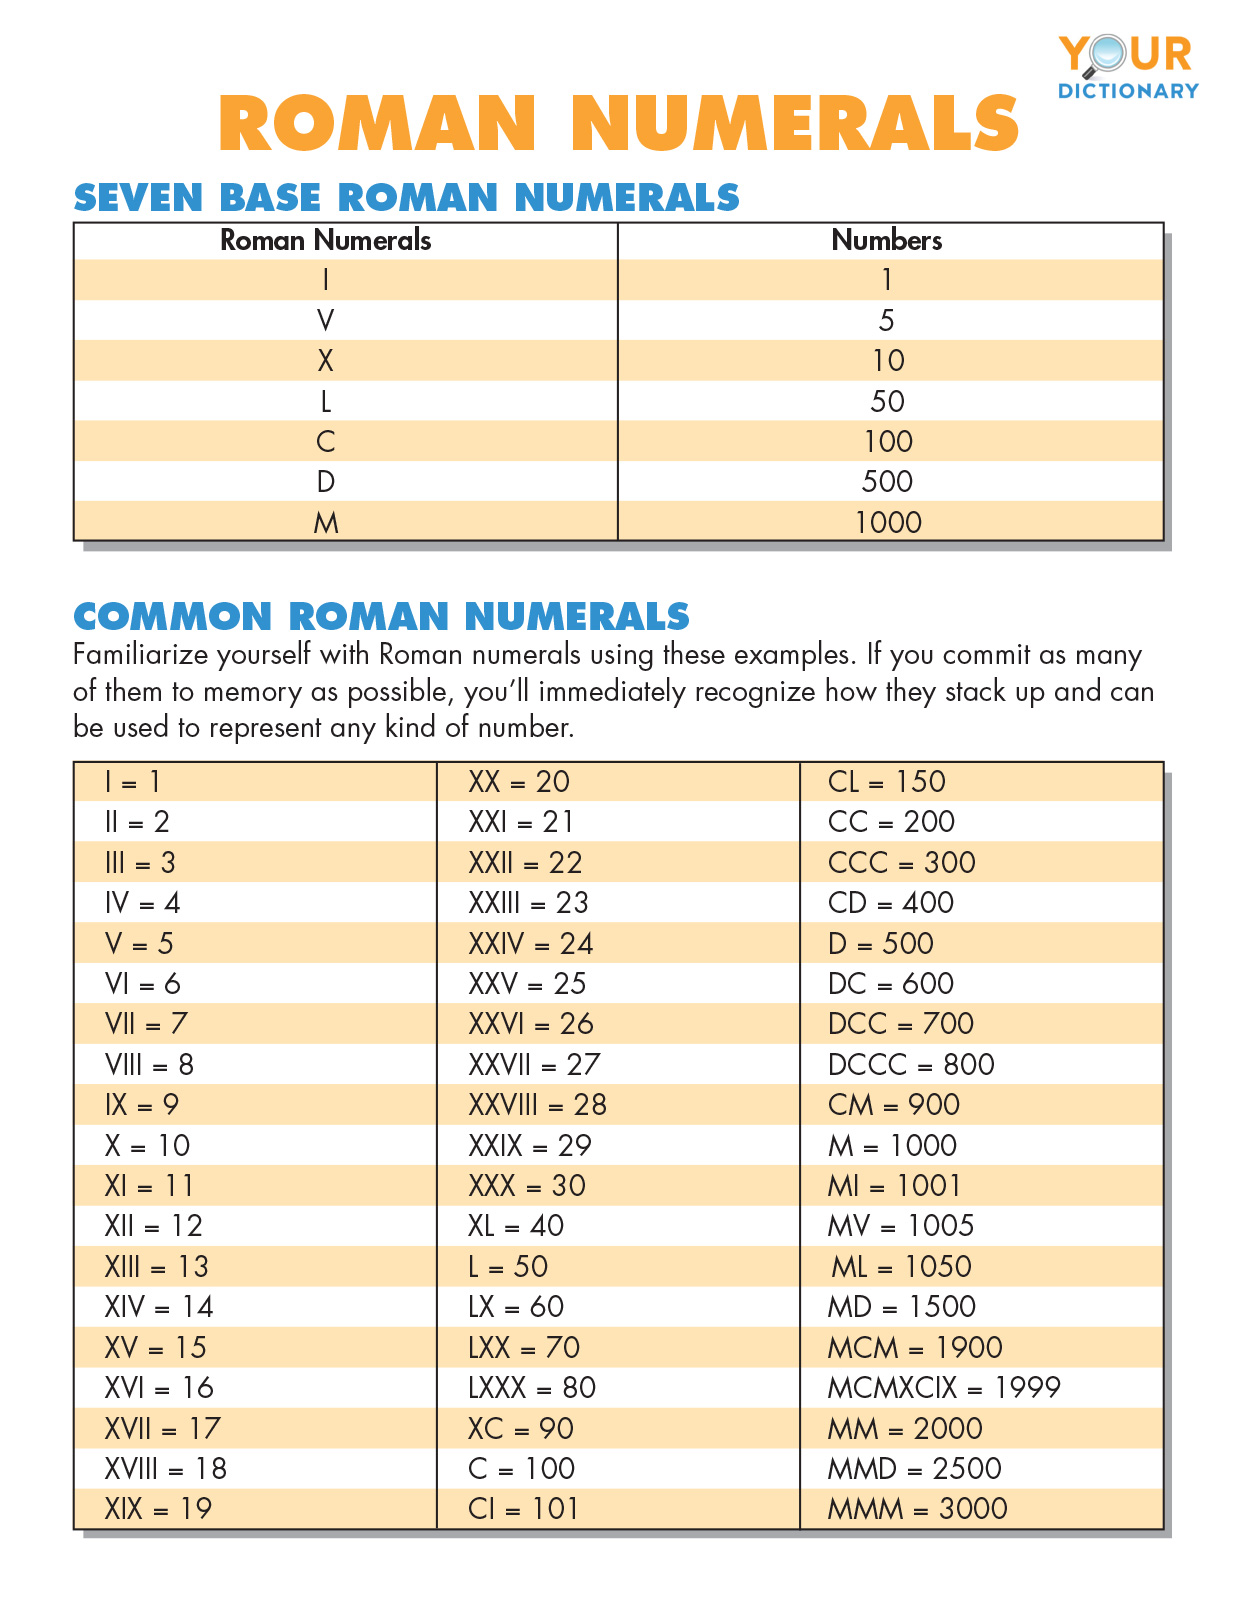 YOUR
DICTIONARY
ROMAN NUMERALS
SEVEN BASE ROMAN NUMERALS
Roman Numerals Numbers
I 1
V 5
X 10
L 50
C 100
D 500
M 1000
COMMON ROMAN NUMERALS
Familiarize yourself with Roman numerals using these examples. If you commit as many
of them to memory as possible, you’ll immediately recognize how they stack up and can
be used to represent any kind of number.
I = 1 XX = 20 CL = 150
II = 2 XXI = 21 CC = 200
III = 3 XXII = 22 CCC = 300
IV = 4 XXIII = 23 CD = 400
V = 5 XXIV = 24 D = 500
VI = 6 XXV = 25 DC = 600
VII = 7 XXVI = 26 DCC = 700
VIII = 8 XXVII = 27 DCCC = 800
IX = 9 XXVIII = 28 CM = 900
X = 10 XXIX = 29 M = 1000
XI = 11 XXX = 30 MI = 1001
XII = 12 XL = 40 MV = 1005
XIII = 13 L = 50 ML = 1050
XIV = 14 LX = 60 MD = 1500
XV = 15 LXX = 70 MCM = 1900
XVI = 16 LXXX = 80 MCMXCIX = 1999
XVII = 17 XC = 90 MM = 2000
XVIII = 18 C = 100 MMD = 2500
XIX = 19 CI = 101 MMM = 3000